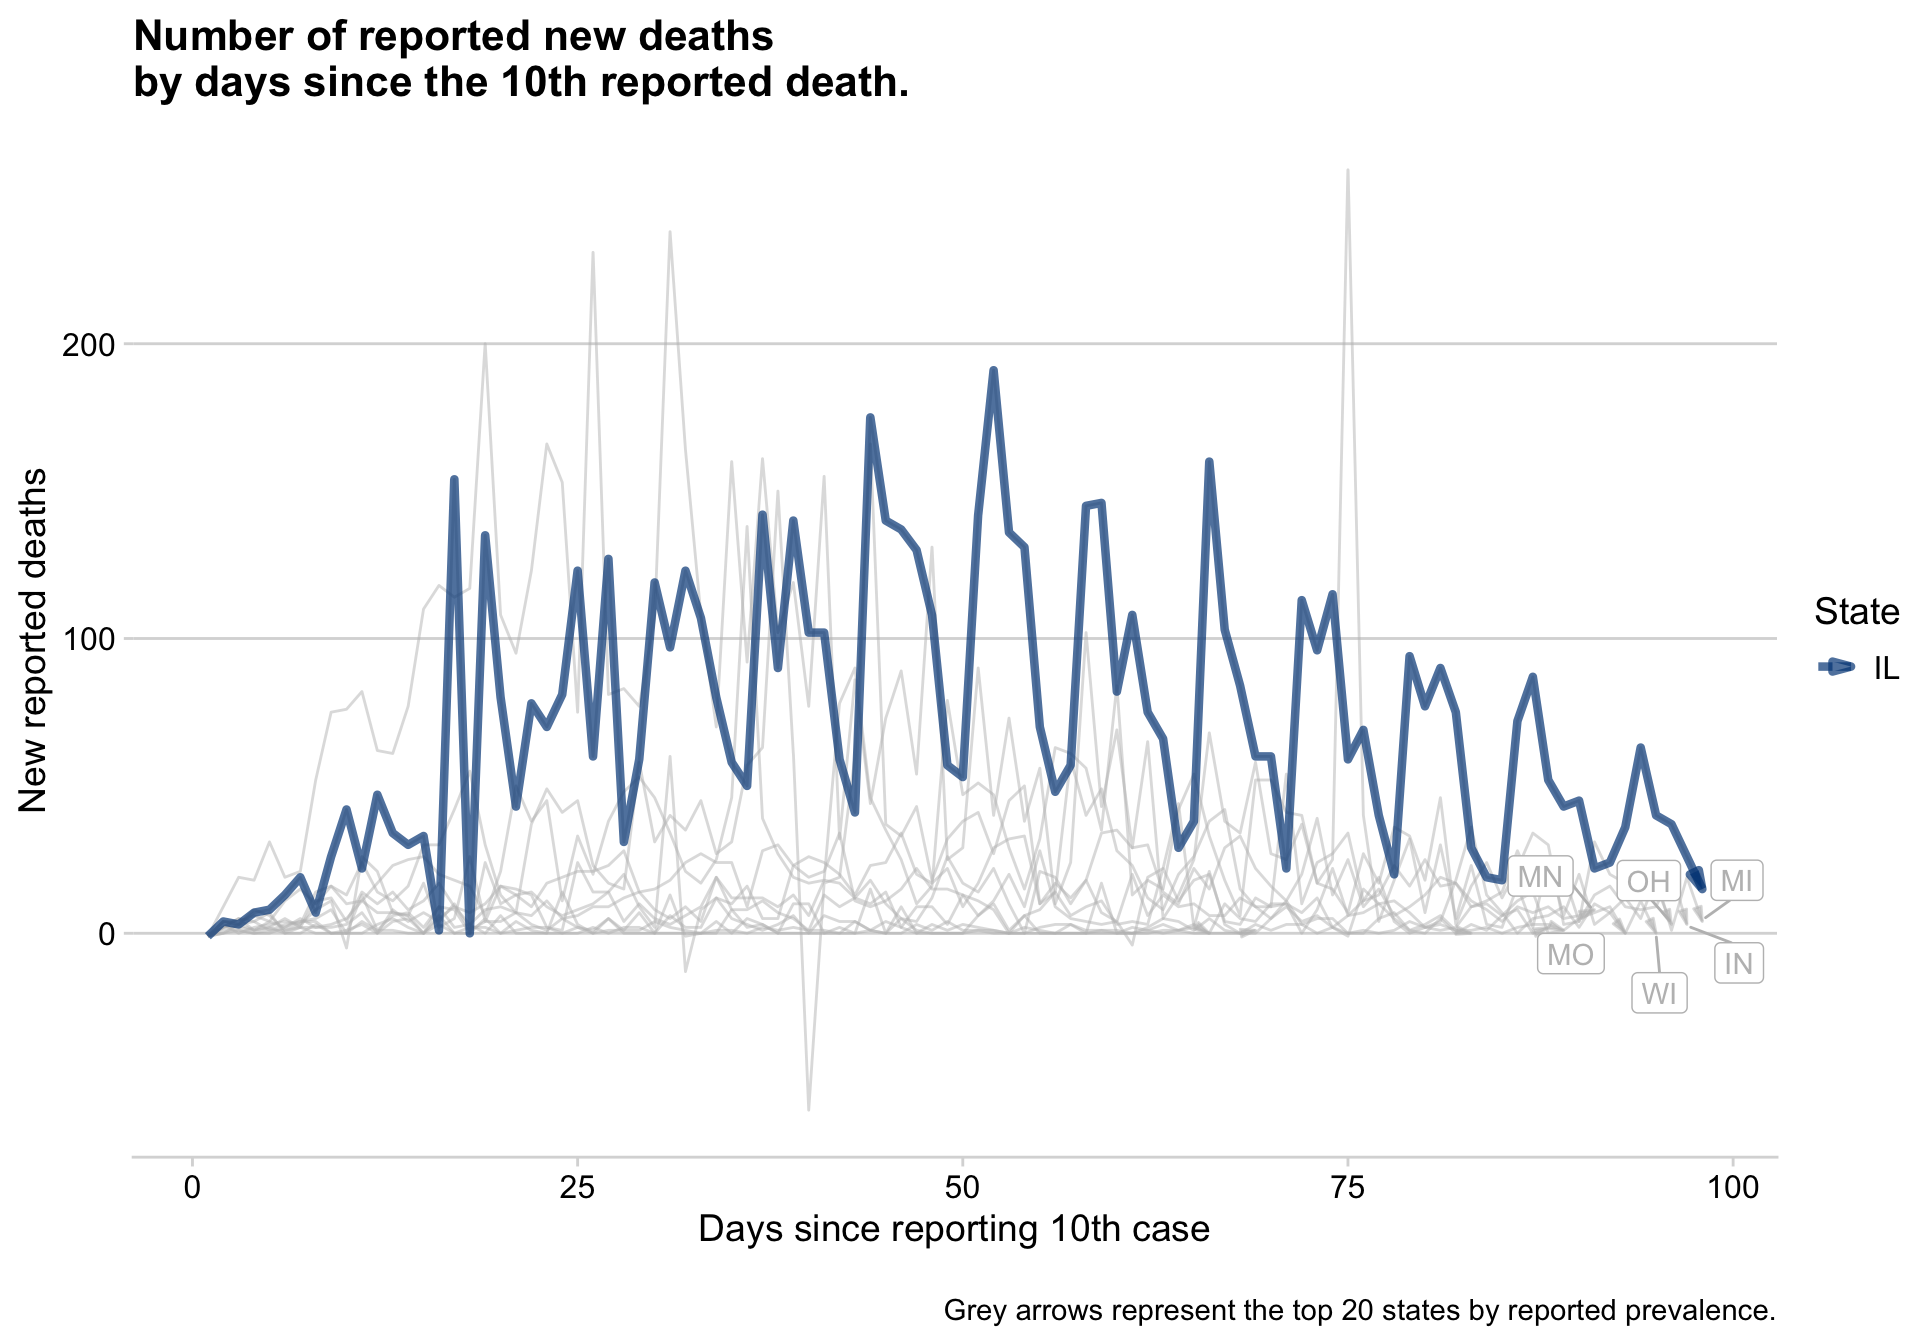 Number of reported new deaths
by days since the 10th reported death.
New reported deaths
200
100
0
MN
OH
MI
MO
WI
IN
State
IL
0
25
50
75
100
Days since reporting 10th case
Grey arrows represent the top 20 states by reported prevalence.